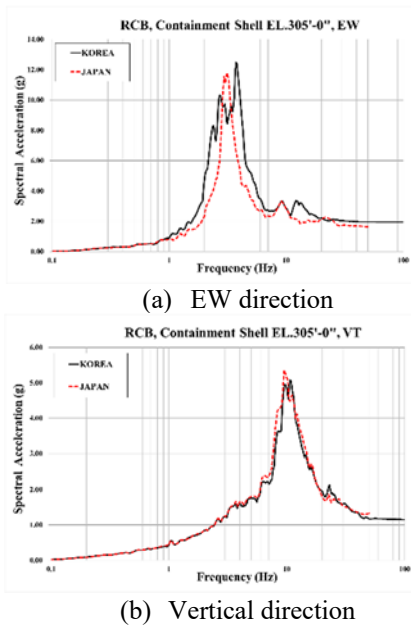 RCB, Containment Shell EL.305'-0", EW
KOREA
JAPAN
Spectral Acceleration (g)
14.00
12.00
10.00
8.00
6.00
4.00
2.00
0.00
0.1 1 10 100
Frequency (Hz)
(a) EW direction
RCB, Containment Shell EL.305'-0", VT
KOREA
JAPAN
Spectral Acceleration (g)
6.00
5.00
4.00
3.00
2.00
1.00
0.00
0.1 1 10 100
Frequency (Hz)
(b) Vertical direction